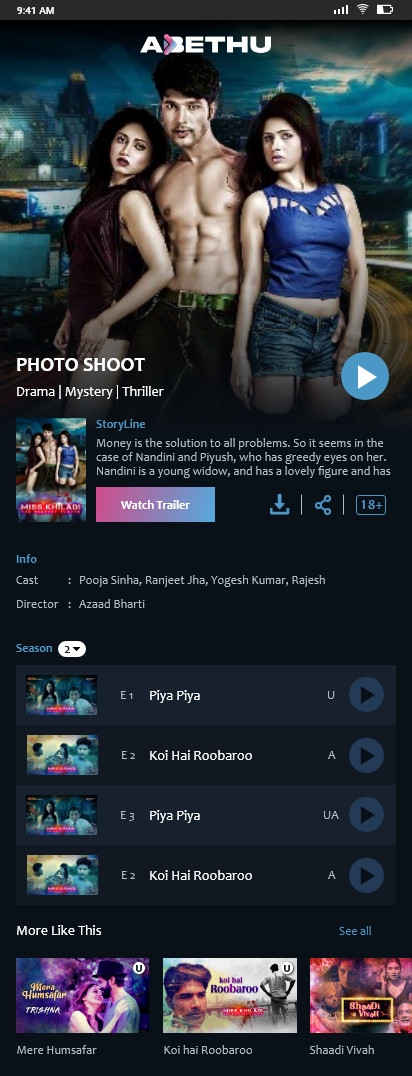 9:41 AM
ABETHU
PHOTO SHOOT
Drama | Mystery | Thriller
StoryLine
Money is the solution to all problems. So it seems in the
case of Nandini and Piyush, who has greedy eyes on her.
Nandini is a young widow, and has a lovely figure and has
MISS KHILADI
Watch Trailer
18+
Info
Cast : Pooja Sinha, Ranjeet Jha, Yogesh Kumar, Rajesh
Director : Azaad Bharti
Season 2
E 1 Piya Piya U
E 2 Koi Hai Roobaroo A
E 3 Piya Piya UA
E 2 Koi Hai Roobaroo A
More Like This See all
U
Mera
Humsafar
TRISHNA
U
koi hai
Roobaroo
MISS KHILADI
Shaadi
Vivah
Mere Humsafar Koi hai Roobaroo Shaadi Vivah